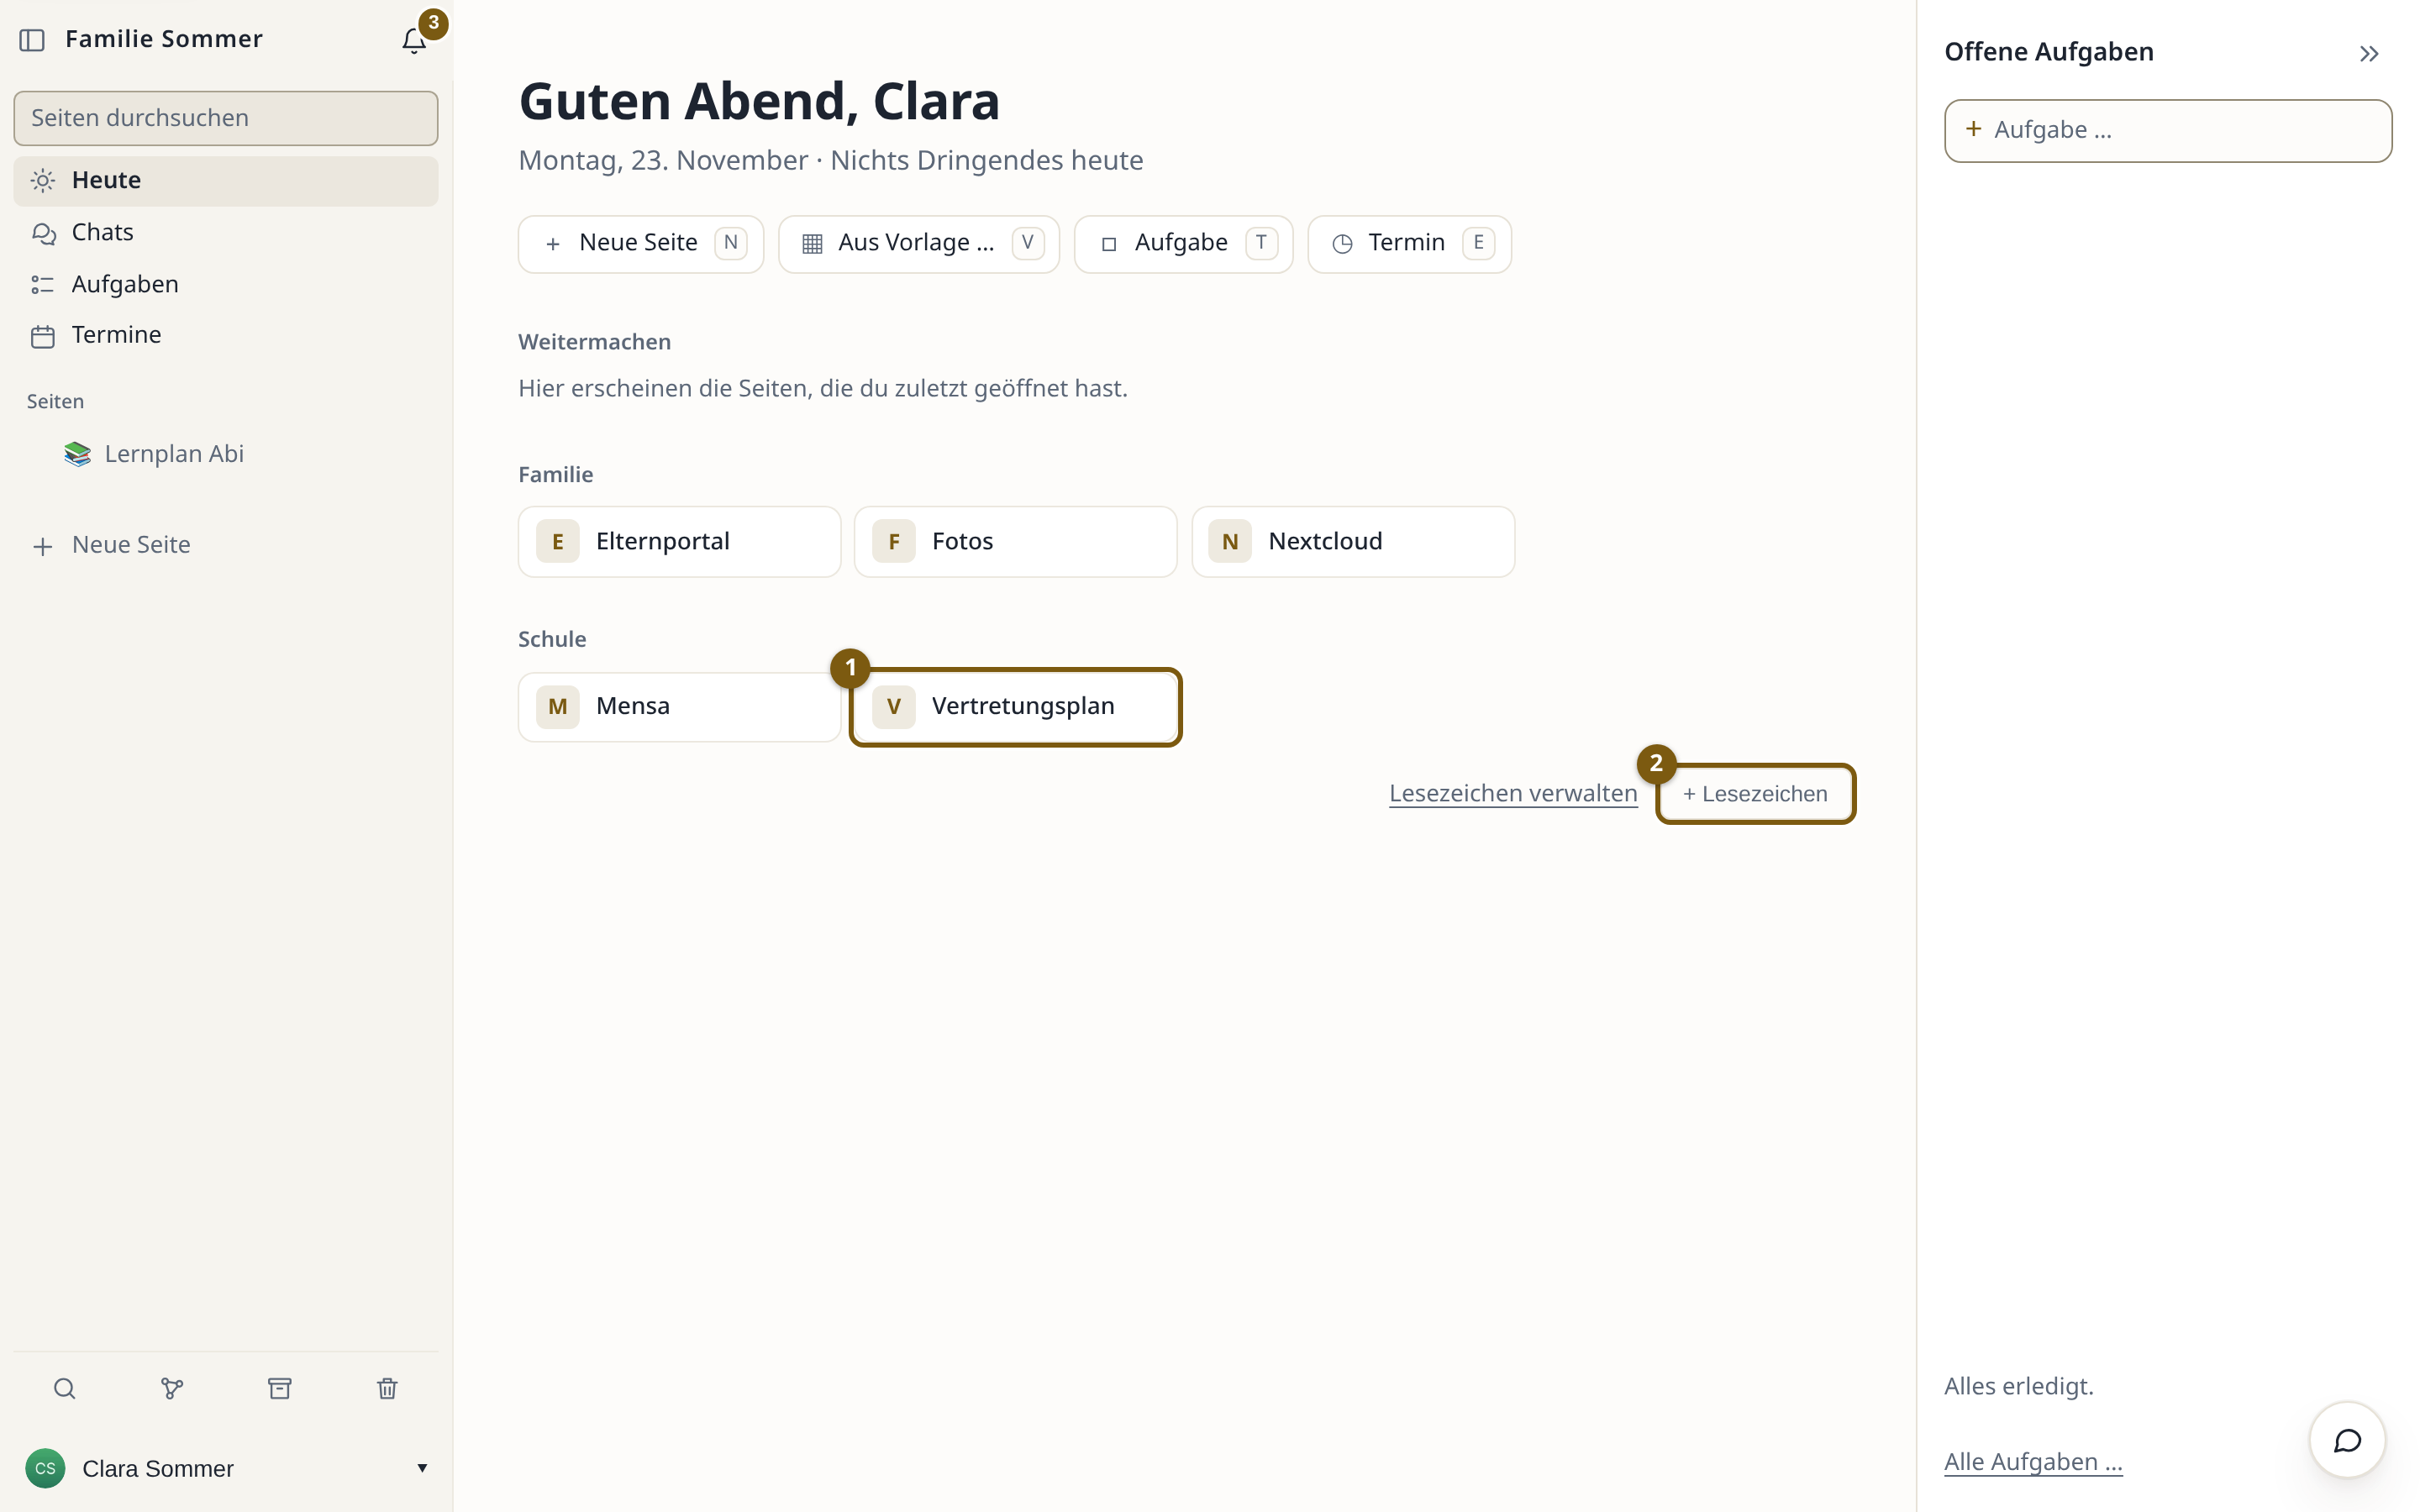 Familie Sommer
3
Seiten durchsuchen
Heute
Chats
Aufgaben
Termine
Seiten
Lernplan Abi
+ Neue Seite
CS Clara Sommer
Guten Abend, Clara
Montag, 23. November · Nichts Dringendes heute
+ Neue Seite N
Aus Vorlage ... V
Aufgabe T
Termin E
Weitermachen
Hier erscheinen die Seiten, die du zuletzt geöffnet hast.
Familie
E Elternportal
F Fotos
N Nextcloud
Schule
M Mensa
1
V Vertretungsplan
Lesezeichen verwalten
2
+ Lesezeichen
Offene Aufgaben
+ Aufgabe ...
Alles erledigt.
Alle Aufgaben ...